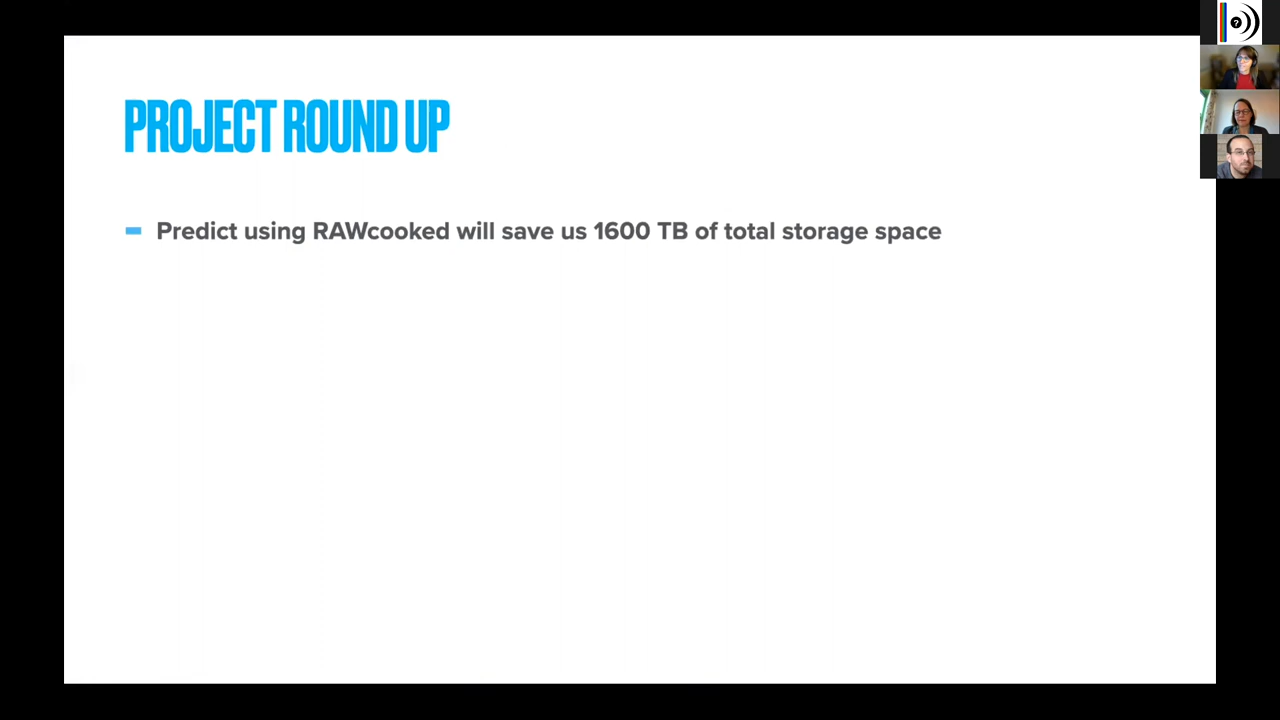 PROJECT ROUND UP
Predict using RAWcooked will save us 1600 TB of total storage space
?